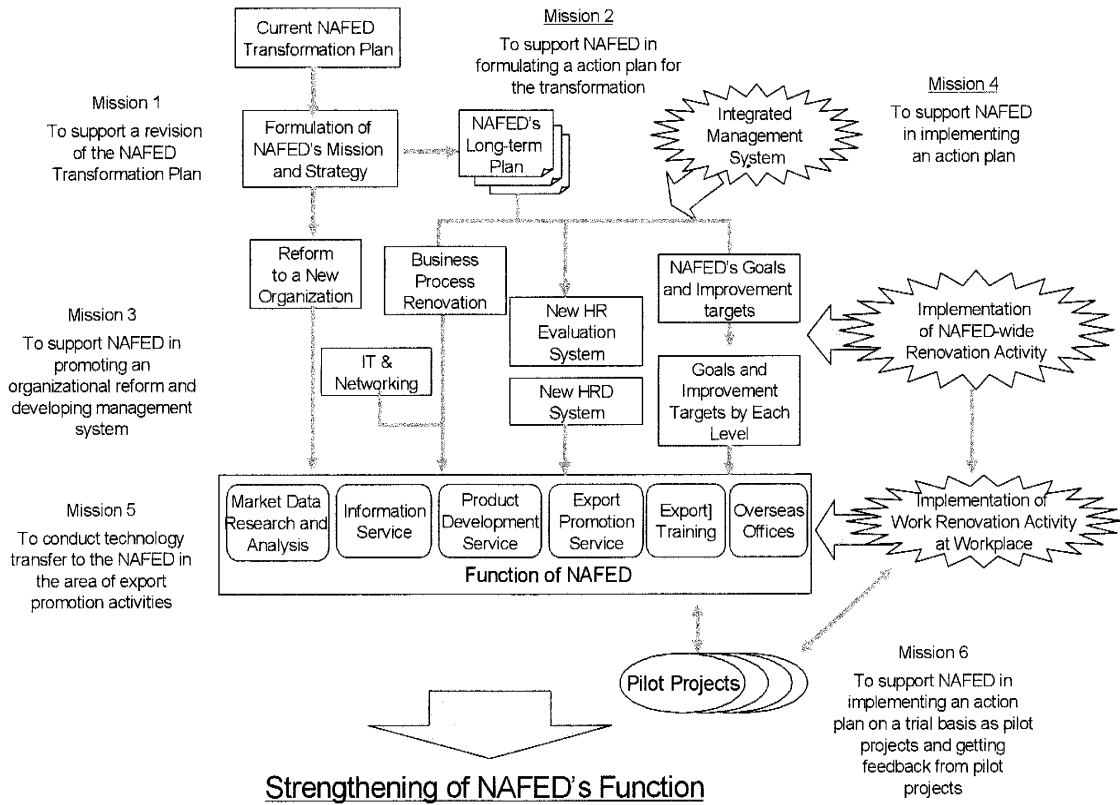 Current NAFED
Transformation Plan
Mission 2
To support NAFED in
formulating a action plan for
the transformation
Mission 1
To support a revision
of the NAFED
Transformation Plan
Formulation of
NAFED's Mission
and Strategy
NAFED's
Long-term
Plan
Integrated
Management
System
Mission 4
To support NAFED
in implementing
an action plan
Reform
to a New
Organization
Business
Process
Renovation
NAFED's Goals
and Improvement
targets
Mission 3
To support NAFED in
promoting an
organizational reform and
developing management
system
IT &
Networking
New HR
Evaluation
System
New HRD
System
Goals and
Improvement
Targets by Each
Level
Implementation
of NAFED-wide
Renovation Activity
Mission 5
To conduct technology
transfer to the NAFED in
the area of export
promotion activities
Market Data
Research and
Analysis
Information
Service
Product
Development
Service
Export
Promotion
Service
Export]
Training
Overseas
Offices
Function of NAFED
Implementation of
Work Renovation Activity
at Workplace
Pilot Projects
Mission 6
To support NAFED in
implementing an action
plan on a trial basis as pilot
projects and getting
feedback from pilot
projects
Strengthening of NAFED's Function